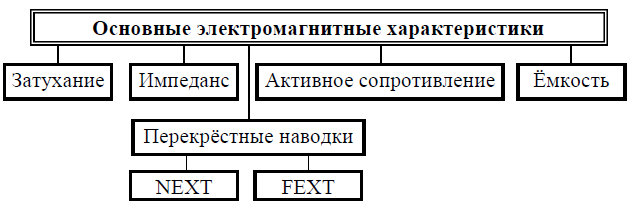 Основные электромагнитные характеристики
Затухание
Импеданс
Активное сопротивление
Ёмкость
Перекрёстные наводки
NEXT
FEXT